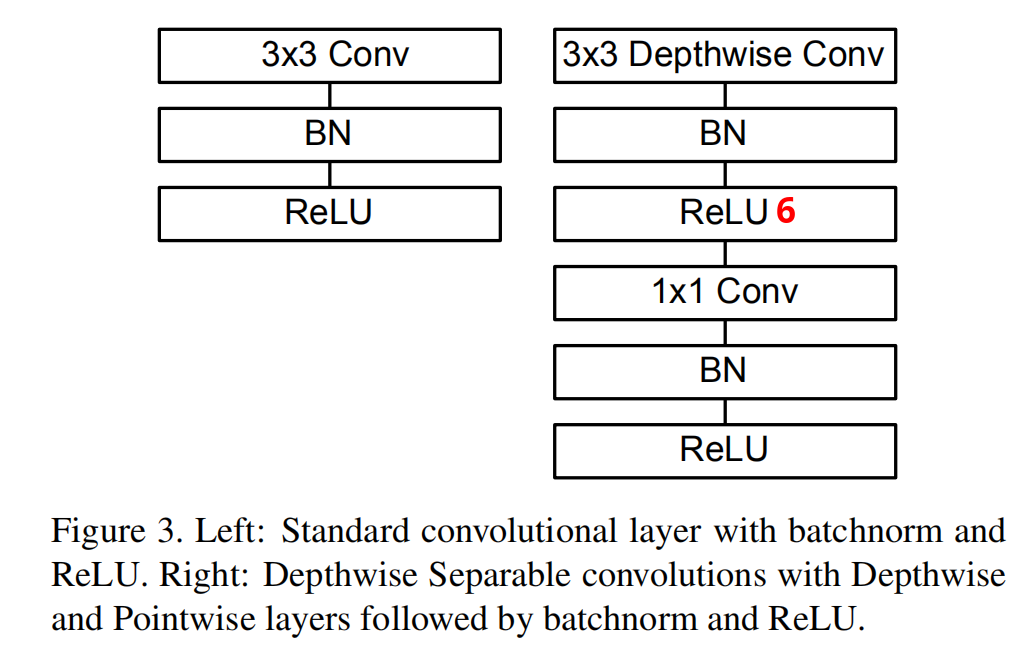 3x3 Conv
BN
ReLU
3x3 Depthwise Conv
BN
ReLU 6
1x1 Conv
BN
ReLU
Figure 3. Left: Standard convolutional layer with batchnorm and
ReLU. Right: Depthwise Separable convolutions with Depthwise
and Pointwise layers followed by batchnorm and ReLU.